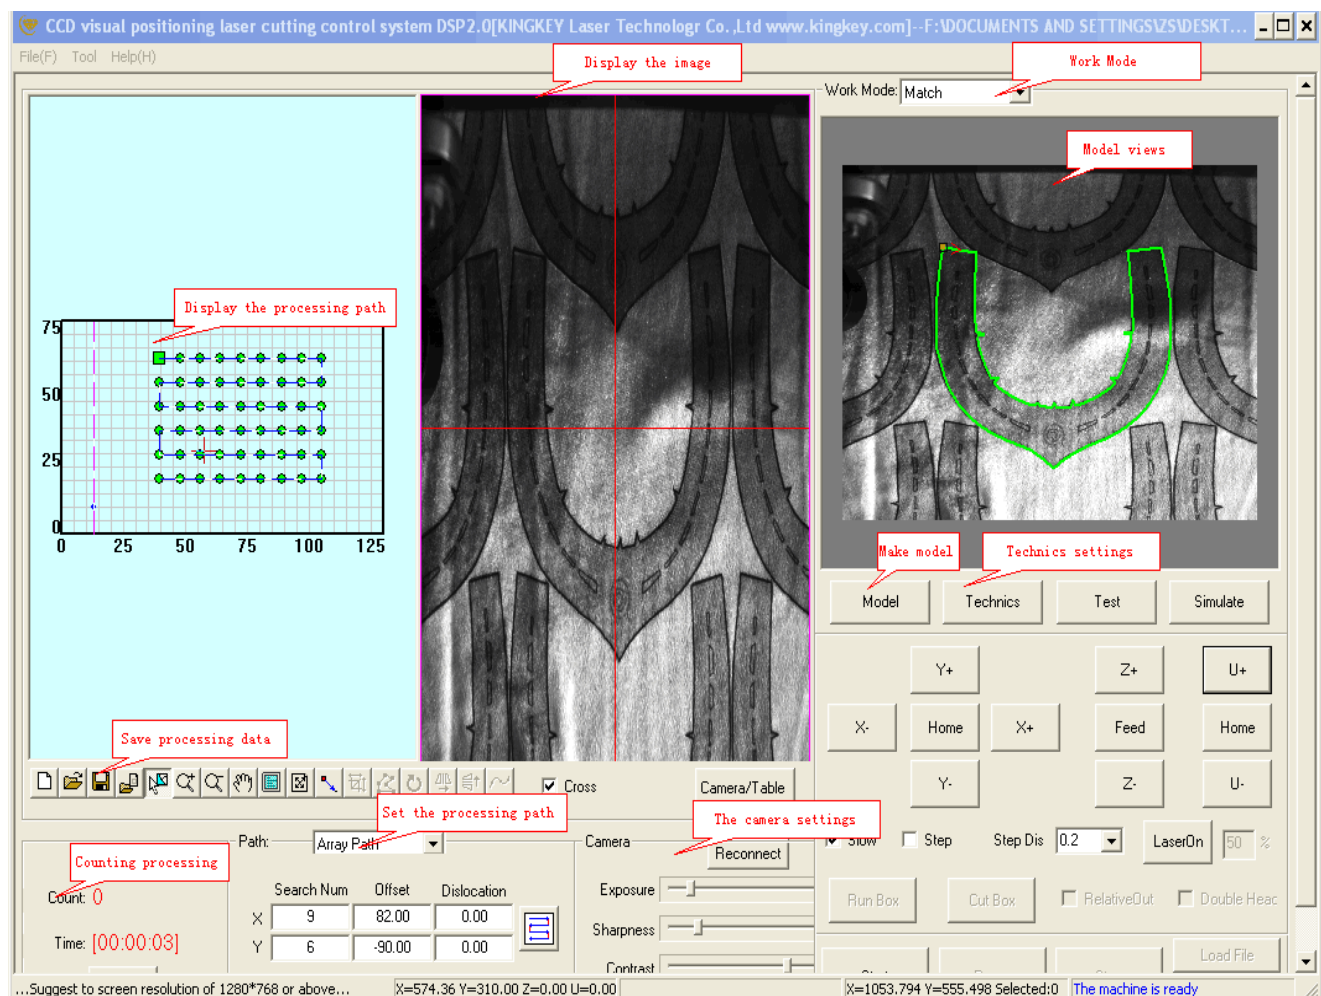 CCD visual positioning laser cutting control system DSP2.0[KINGKEY Laser Technologr Co.,Ltd www.kingkey.com]--F:\DOCUMENTS AND SETTINGS\ZS\DESKT...
File(F) Tool Help(H)
Display the image
Work Mode
Work Mode: Match
Model views
Display the processing path
75
50
25
0
0 25 50 75 100 125
Make model
Technics settings
Model Technics Test Simulate
Y+ Z+ U+
X- Home X+ Feed Home
Y- Z- U-
Save processing data
Cross
Camera/Table
Set the processing path
The camera settings
Path: Array Path
Camera
Reconnect
Slow Step Step Dis 0.2 LaserOn 50 %
Counting processing
Count: 0
Time: [00:00:03]
Search Num Offset Dislocation
X 9 82.00 0.00
Y 6 -90.00 0.00
Exposure
Sharpness
Contrast
Run Box Cut Box RelativeOut Double Heac
Load File
...Suggest to screen resolution of 1280*768 or above... X=574.36 Y=310.00 Z=0.00 U=0.00 X=1053.794 Y=555.498 Selected:0 The machine is ready